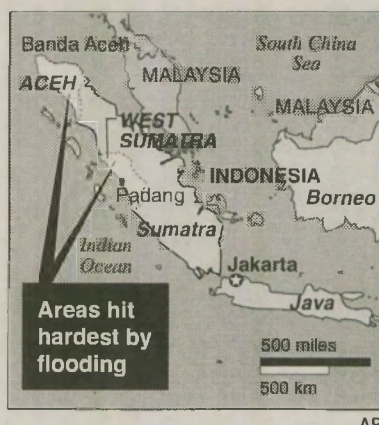 Banda Aceh
South China
Sea
ACEH
MALAYSIA
MALAYSIA
WEST
SUMATRA
INDONESIA
Borneo
Padang
Sumatra
Indian
Ocean
Jakarta
Java
Areas hit
hardest by
flooding
500 miles
500 km
AP